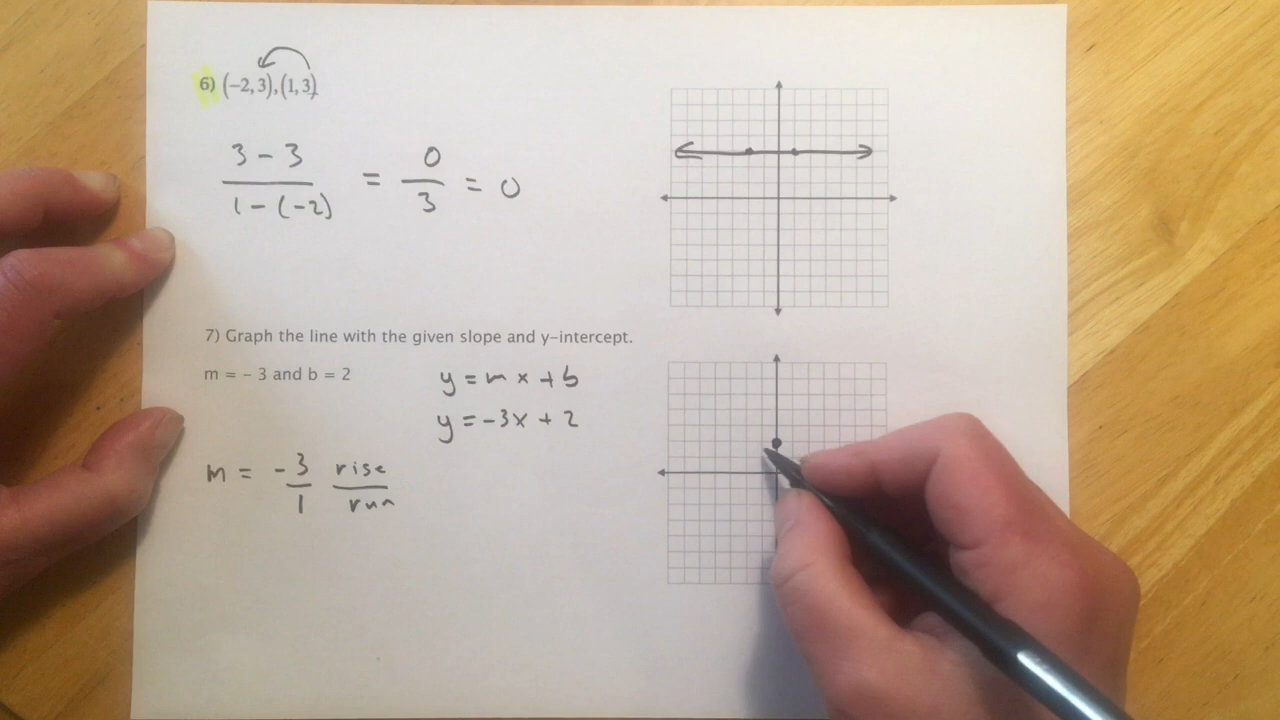 6) (-2, 3), (1, 3)
3 - 3
1 - (-2)
= 0
3
= 0
7) Graph the line with the given slope and y-intercept.
m = - 3 and b = 2
y = mx + b
y = -3x + 2
m = -3 rise
1 run